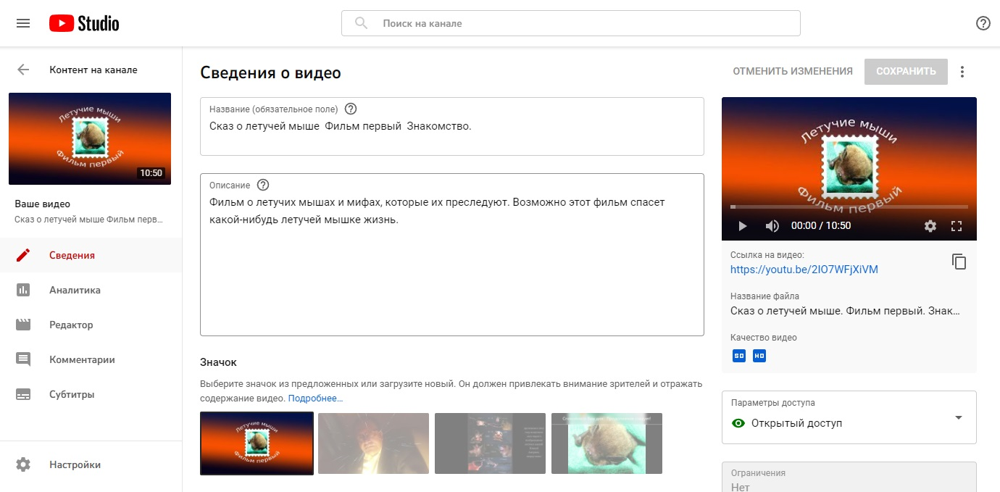 Studio
Поиск на канале
Контент на канале
Летучие мыши
Фильм первый
10:50
Ваше видео
Сказ о летучей мыше Фильм перв…
Сведения
Аналитика
Редактор
Комментарии
Субтитры
Настройки
Сведения о видео
ОТМЕНИТЬ ИЗМЕНЕНИЯ
СОХРАНИТЬ
Название (обязательное поле)
Сказ о летучей мыше  Фильм первый  Знакомство.
Описание
Фильм о летучих мышах и мифах, которые их преследуют. Возможно этот фильм спасет
какой-нибудь летучей мышке жизнь.
Значок
Выберите значок из предложенных или загрузите новый. Он должен привлекать внимание зрителей и отражать
содержание видео. Подробнее…
Летучие мыши
Фильм первый
Летучие мыши
Фильм первый
00:00 / 10:50
Ссылка на видео:
https://youtu.be/2IO7WFjXiVM
Название файла
Сказ о летучей мыше. Фильм первый. Знак…
Качество видео
SD HD
Параметры доступа
Открытый доступ
Ограничения
Нет